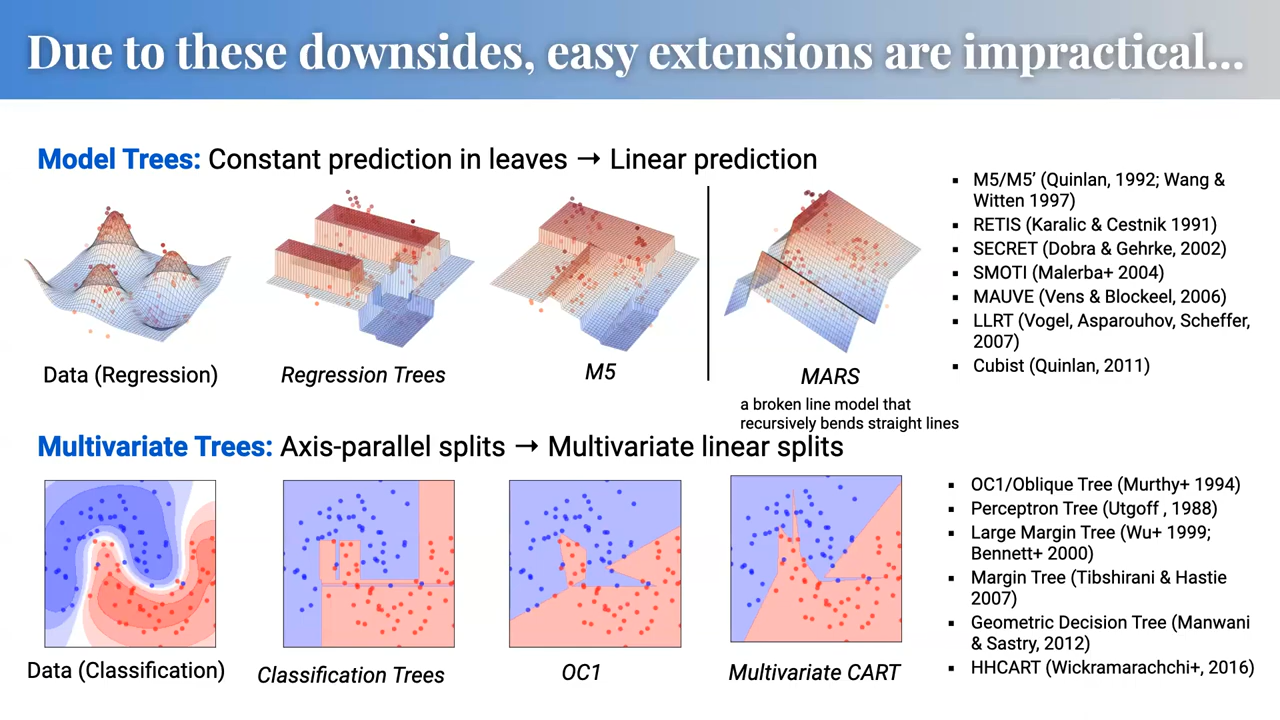 Due to these downsides, easy extensions are impractical...
Model Trees: Constant prediction in leaves → Linear prediction
Data (Regression)
Regression Trees
M5
MARS
a broken line model that
recursively bends straight lines
▪ M5/M5’ (Quinlan, 1992; Wang &
Witten 1997)
▪ RETIS (Karalic & Cestnik 1991)
▪ SECRET (Dobra & Gehrke, 2002)
▪ SMOTI (Malerba+ 2004)
▪ MAUVE (Vens & Blockeel, 2006)
▪ LLRT (Vogel, Asparouhov, Scheffer,
2007)
▪ Cubist (Quinlan, 2011)
Multivariate Trees: Axis-parallel splits → Multivariate linear splits
Data (Classification)
Classification Trees
OC1
Multivariate CART
▪ OC1/Oblique Tree (Murthy+ 1994)
▪ Perceptron Tree (Utgoff , 1988)
▪ Large Margin Tree (Wu+ 1999;
Bennett+ 2000)
▪ Margin Tree (Tibshirani & Hastie
2007)
▪ Geometric Decision Tree (Manwani
& Sastry, 2012)
▪ HHCART (Wickramarachchi+, 2016)